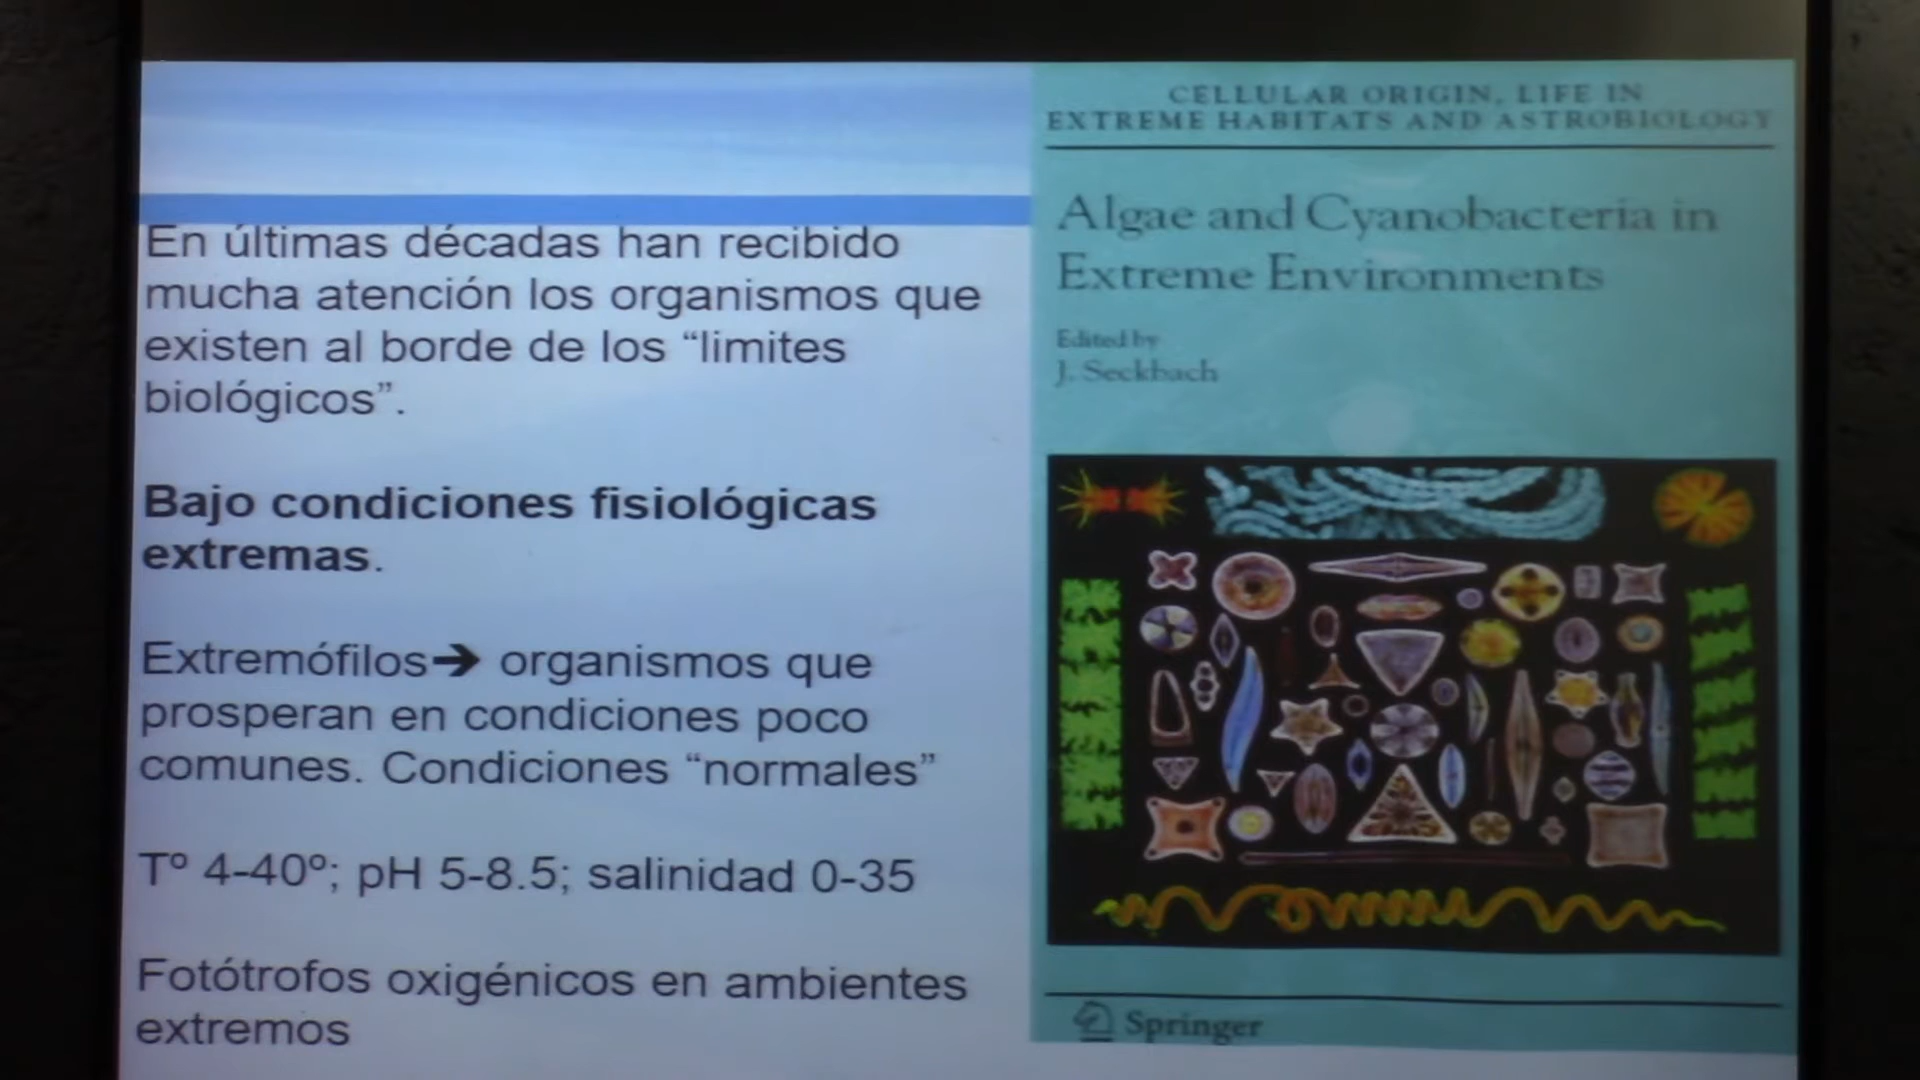 En últimas décadas han recibido
mucha atención los organismos que
existen al borde de los “limites
biológicos”.
Bajo condiciones fisiológicas
extremas.
Extremófilos➔ organismos que
prosperan en condiciones poco
comunes. Condiciones “normales”
Tº 4-40º; pH 5-8.5; salinidad 0-35
Fotótrofos oxigénicos en ambientes
extremos
CELLULAR ORIGIN, LIFE IN
EXTREME HABITATS AND ASTROBIOLOGY
Algae and Cyanobacteria in
Extreme Environments
Edited by
J. Seckbach
Springer